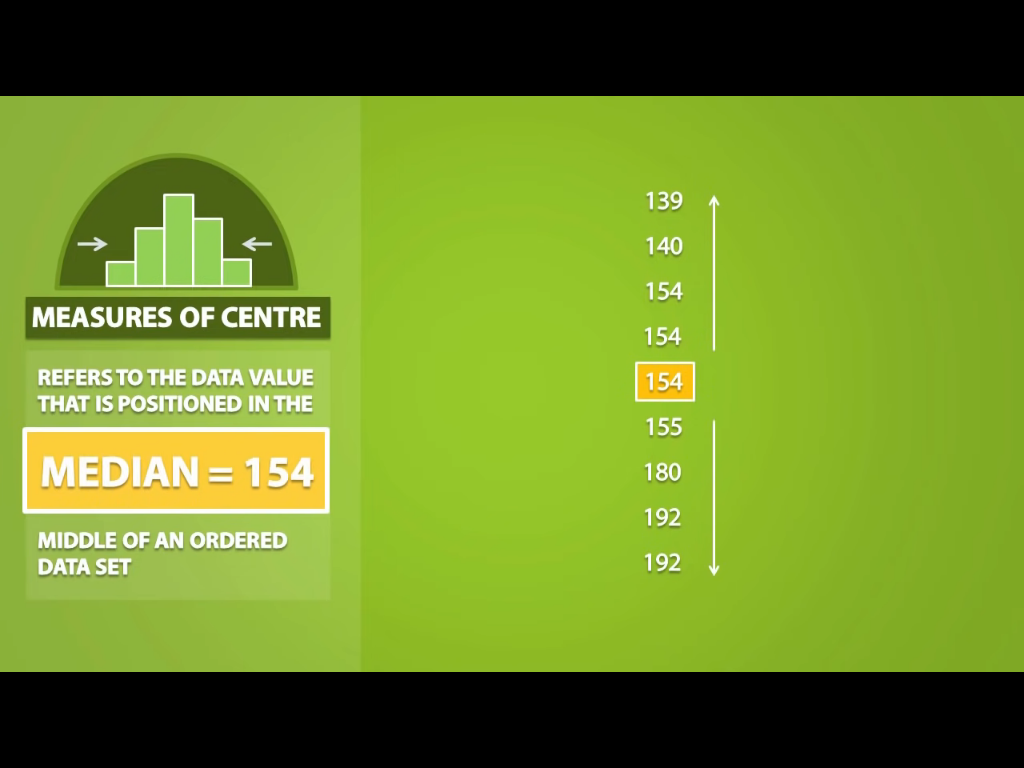 MEASURES OF CENTRE
REFERS TO THE DATA VALUE
THAT IS POSITIONED IN THE
MEDIAN = 154
MIDDLE OF AN ORDERED
DATA SET
139
140
154
154
154
155
180
192
192